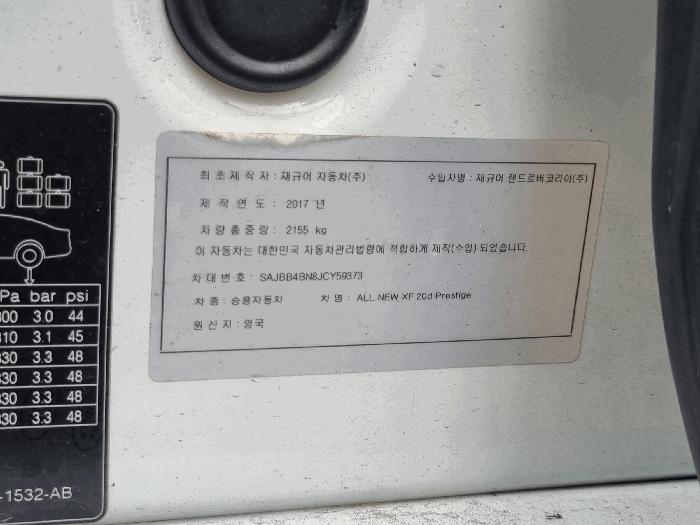 최초제작자 : 재규어 자동차(주) 수입자명 : 재규어 랜드로버코리아(주)
제 작 연 도 : 2017 년
차량총중량 : 2155 kg
이 자동차는 대한민국 자동차관리법령에 적합하게 제작(수입) 되었습니다.
차대번호 : SAJBB4BN8JCY59373
차 종 : 승용자동차 차 명 : ALL NEW XF 20d Prestige
원산지 : 영국
Pa bar psi
00 3.0 44
310 3.1 45
330 3.3 48
330 3.3 48
330 3.3 48
330 3.3 48
-1532-AB